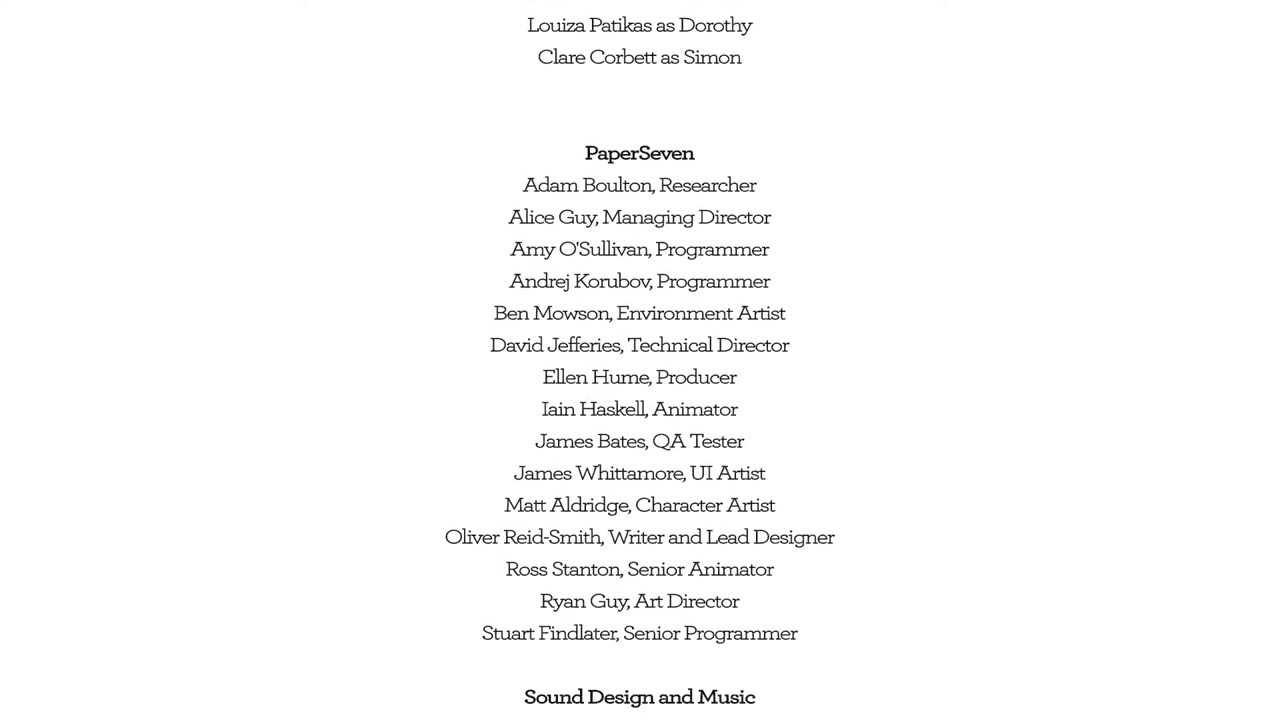 Louiza Patikas as Dorothy
Clare Corbett as Simon
PaperSeven
Adam Boulton, Researcher
Alice Guy, Managing Director
Amy O'Sullivan, Programmer
Andrej Korubov, Programmer
Ben Mowson, Environment Artist
David Jefferies, Technical Director
Ellen Hume, Producer
Iain Haskell, Animator
James Bates, QA Tester
James Whittamore, UI Artist
Matt Aldridge, Character Artist
Oliver Reid-Smith, Writer and Lead Designer
Ross Stanton, Senior Animator
Ryan Guy, Art Director
Stuart Findlater, Senior Programmer
Sound Design and Music